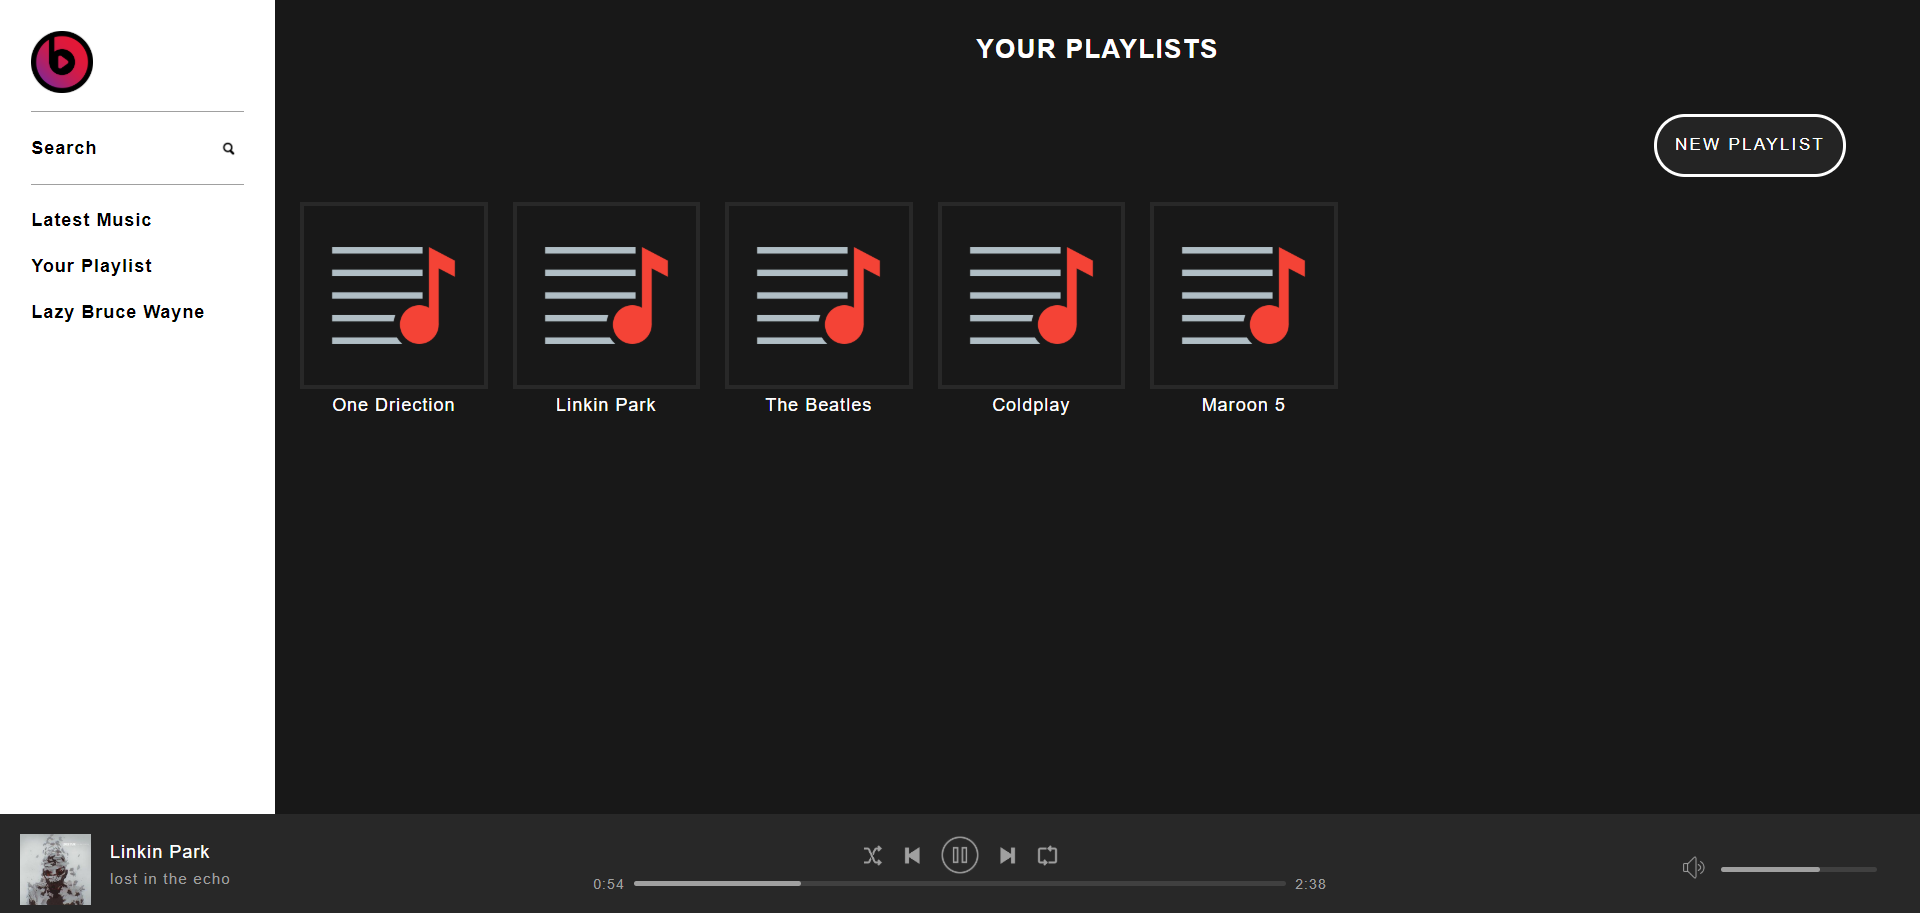 Search
Latest Music
Your Playlist
Lazy Bruce Wayne
YOUR PLAYLISTS
NEW PLAYLIST
One Driection
Linkin Park
The Beatles
Coldplay
Maroon 5
Linkin Park
lost in the echo
0:54
2:38